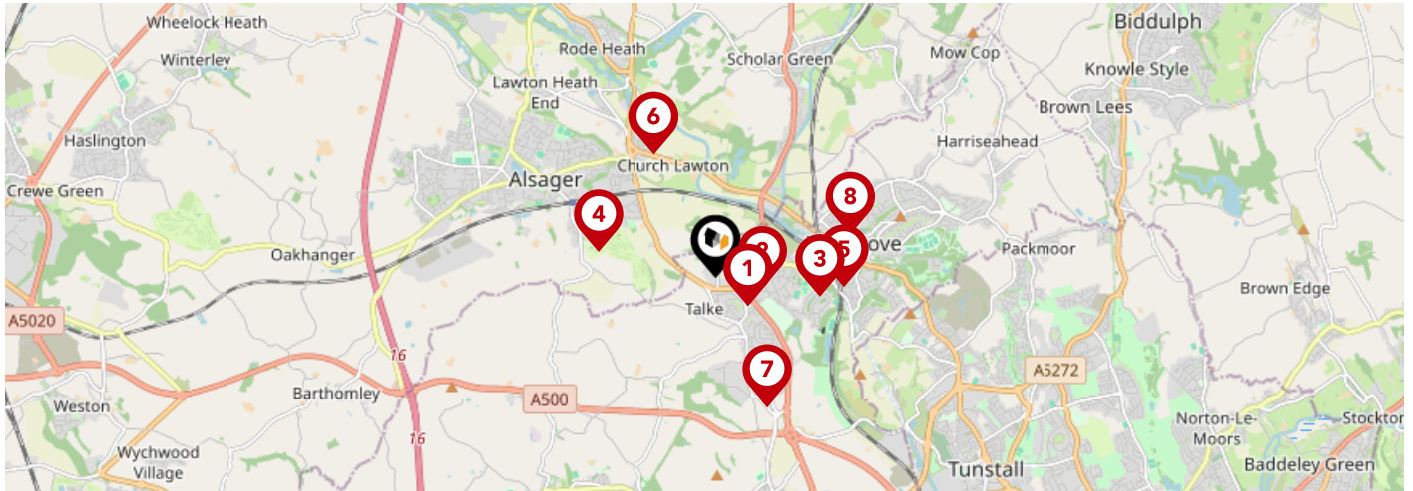 Wheelock Heath
Winterley
Haslington
Crewe Green
Oakhanger
A5020
Weston
Wychwood
Village
Barthomley
16
16
A500
Rode Heath
Lawton Heath
End
Alsager
Church Lawton
Scholar Green
Mow Cop
Biddulph
Knowle Style
Brown Lees
Harriseahead
Packmoor
Brown Edge
6
4
8
ove
5
3
2
1
Talke
7
A5272
Tunstall
Norton-Le-
Moors
Stockton
Baddeley Green